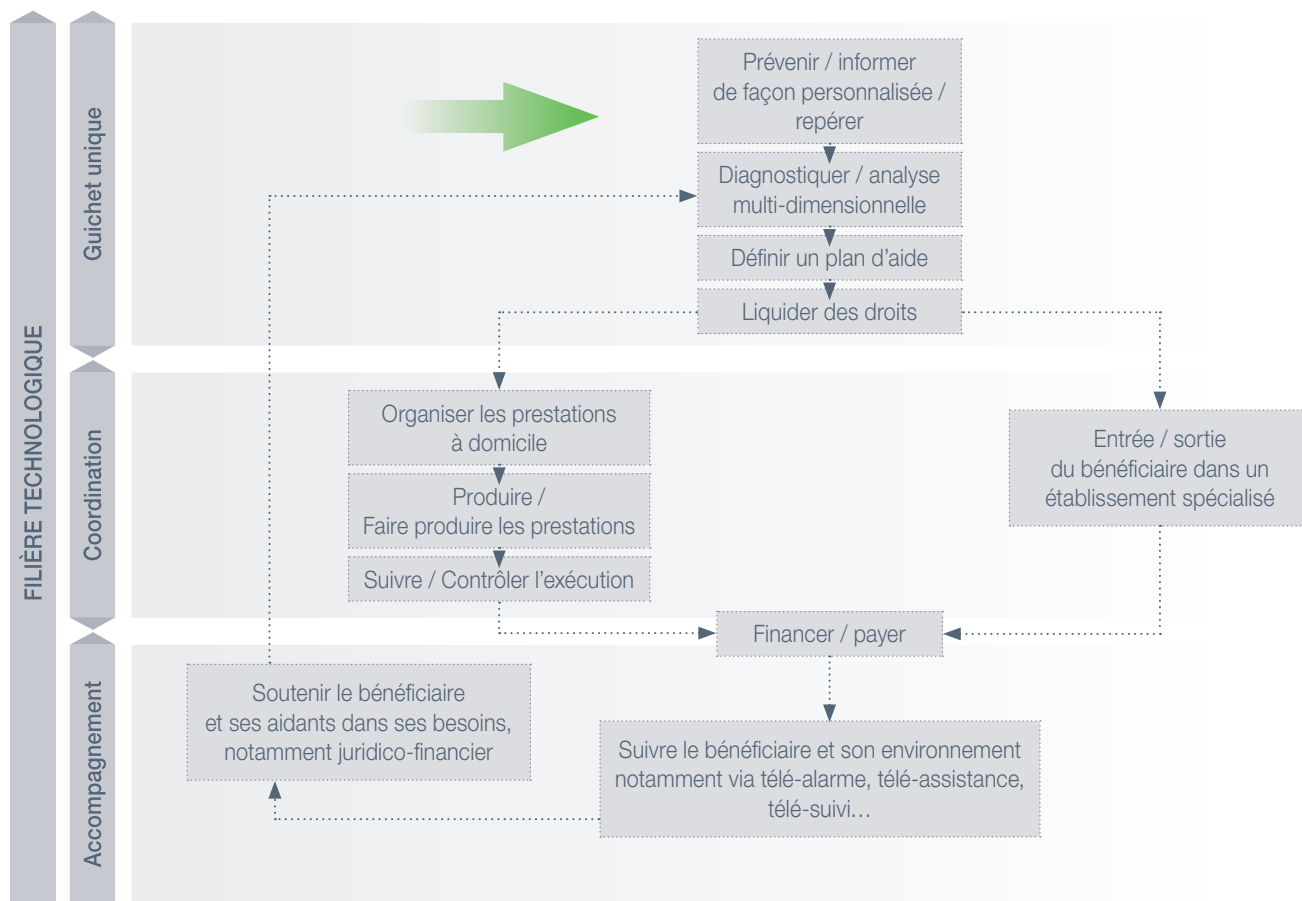 FILIÈRE TECHNOLOGIQUE
Guichet unique
Prévenir / informer
de façon personnalisée /
repérer
Diagnostiquer / analyse
multi-dimensionnelle
Définir un plan d’aide
Liquider des droits
Coordination
Organiser les prestations
à domicile
Produire /
Faire produire les prestations
Suivre / Contrôler l’exécution
Entrée / sortie
du bénéficiaire dans un
établissement spécialisé
Financer / payer
Accompagnement
Soutenir le bénéficiaire
et ses aidants dans ses besoins,
notamment juridico-financier
Suivre le bénéficiaire et son environnement
notamment via télé-alarme, télé-assistance,
télé-suivi…